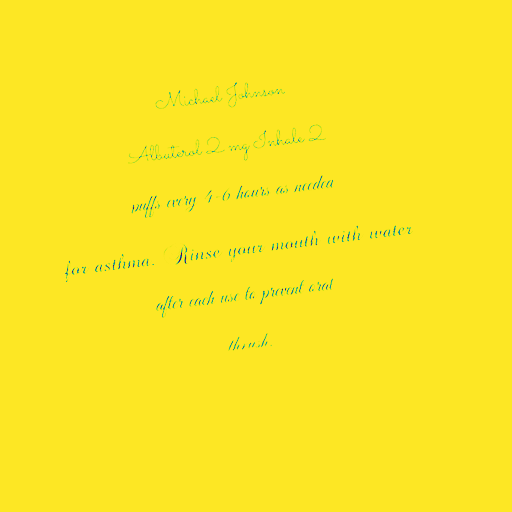 Michael Johnson
Albuterol 2 mg Inhale 2
puffs every 4-6 hours as needed
for asthma. Rinse your mouth with water
after each use to prevent oral
thrush.